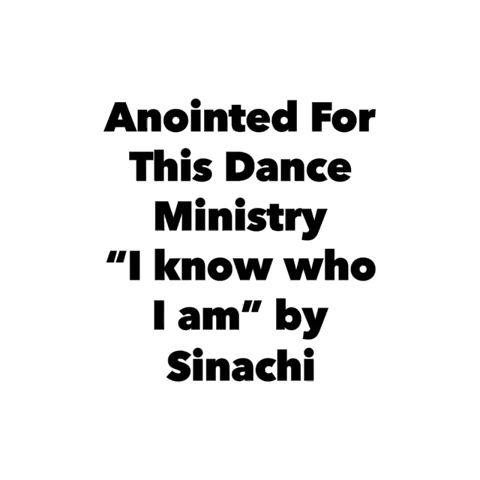 Anointed For
This Dance
Ministry
“I know who
I am” by
Sinachi